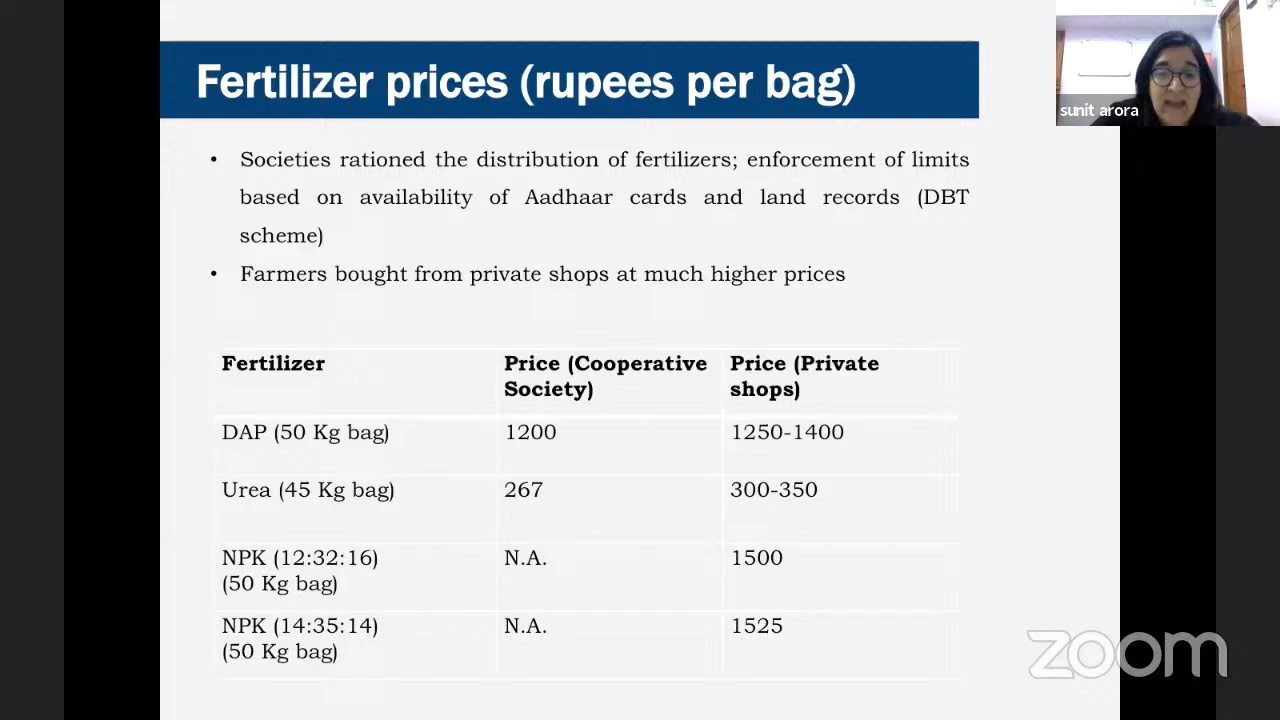 Fertilizer prices (rupees per bag)
sunit arora
• Societies rationed the distribution of fertilizers; enforcement of limits
based on availability of Aadhaar cards and land records (DBT
scheme)
• Farmers bought from private shops at much higher prices
Fertilizer Price (Cooperative Price (Private
Society) shops)
DAP (50 Kg bag) 1200 1250-1400
Urea (45 Kg bag) 267 300-350
NPK (12:32:16) N.A. 1500
(50 Kg bag)
NPK (14:35:14) N.A. 1525
(50 Kg bag)
zoom